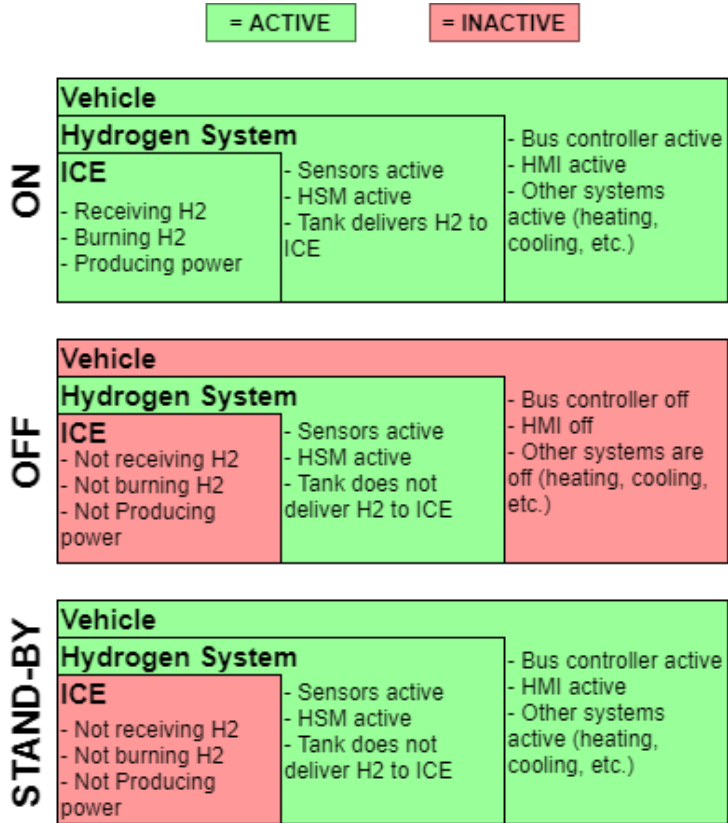 = ACTIVE
= INACTIVE
ON
Vehicle
Hydrogen System
ICE
- Receiving H2
- Burning H2
- Producing power
- Sensors active
- HSM active
- Tank delivers H2 to
ICE
- Bus controller active
- HMI active
- Other systems
active (heating,
cooling, etc.)
OFF
Vehicle
Hydrogen System
ICE
- Not receiving H2
- Not burning H2
- Not Producing
power
- Sensors active
- HSM active
- Tank does not
deliver H2 to ICE
- Bus controller off
- HMI off
- Other systems are
off (heating, cooling,
etc.)
STAND-BY
Vehicle
Hydrogen System
ICE
- Not receiving H2
- Not burning H2
- Not Producing
power
- Sensors active
- HSM active
- Tank does not
deliver H2 to ICE
- Bus controller active
- HMI active
- Other systems
active (heating,
cooling, etc.)